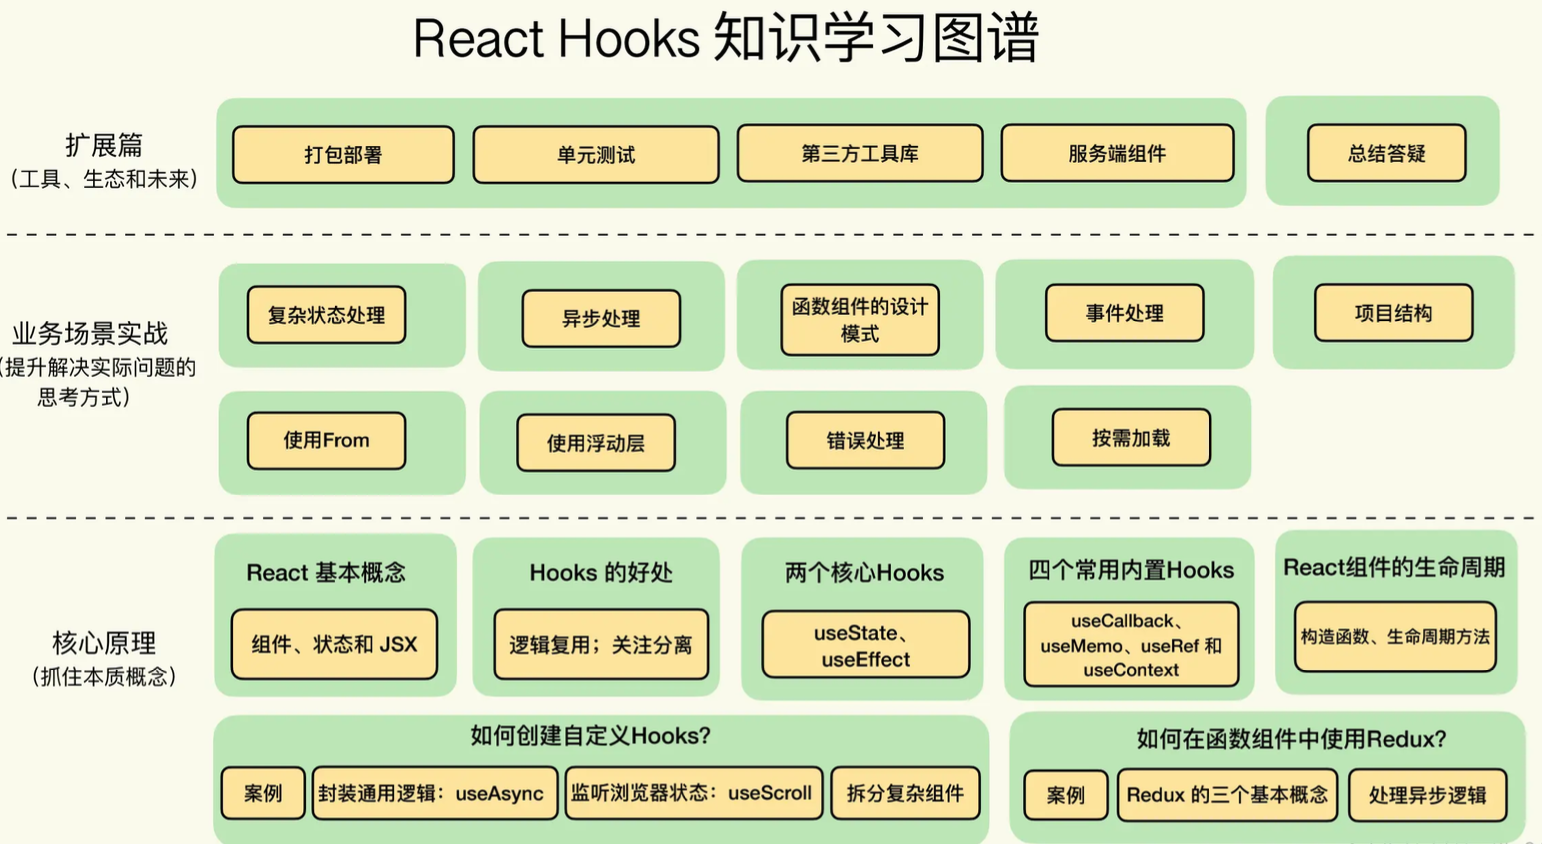 React Hooks 知识学习图谱
扩展篇
（工具、生态和未来）
打包部署
单元测试
第三方工具库
服务端组件
总结答疑
业务场景实战
（提升解决实际问题的
思考方式）
复杂状态处理
异步处理
函数组件的设计
模式
事件处理
项目结构
使用From
使用浮动层
错误处理
按需加载
核心原理
（抓住本质概念）
React 基本概念
组件、状态和 JSX
Hooks 的好处
逻辑复用；关注分离
两个核心Hooks
useState、
useEffect
四个常用内置Hooks
useCallback、
useMemo、useRef 和
useContext
React组件的生命周期
构造函数、生命周期方法
如何创建自定义Hooks?
案例
封装通用逻辑：useAsync
监听浏览器状态：useScroll
拆分复杂组件
如何在函数组件中使用Redux?
案例
Redux 的三个基本概念
处理异步逻辑